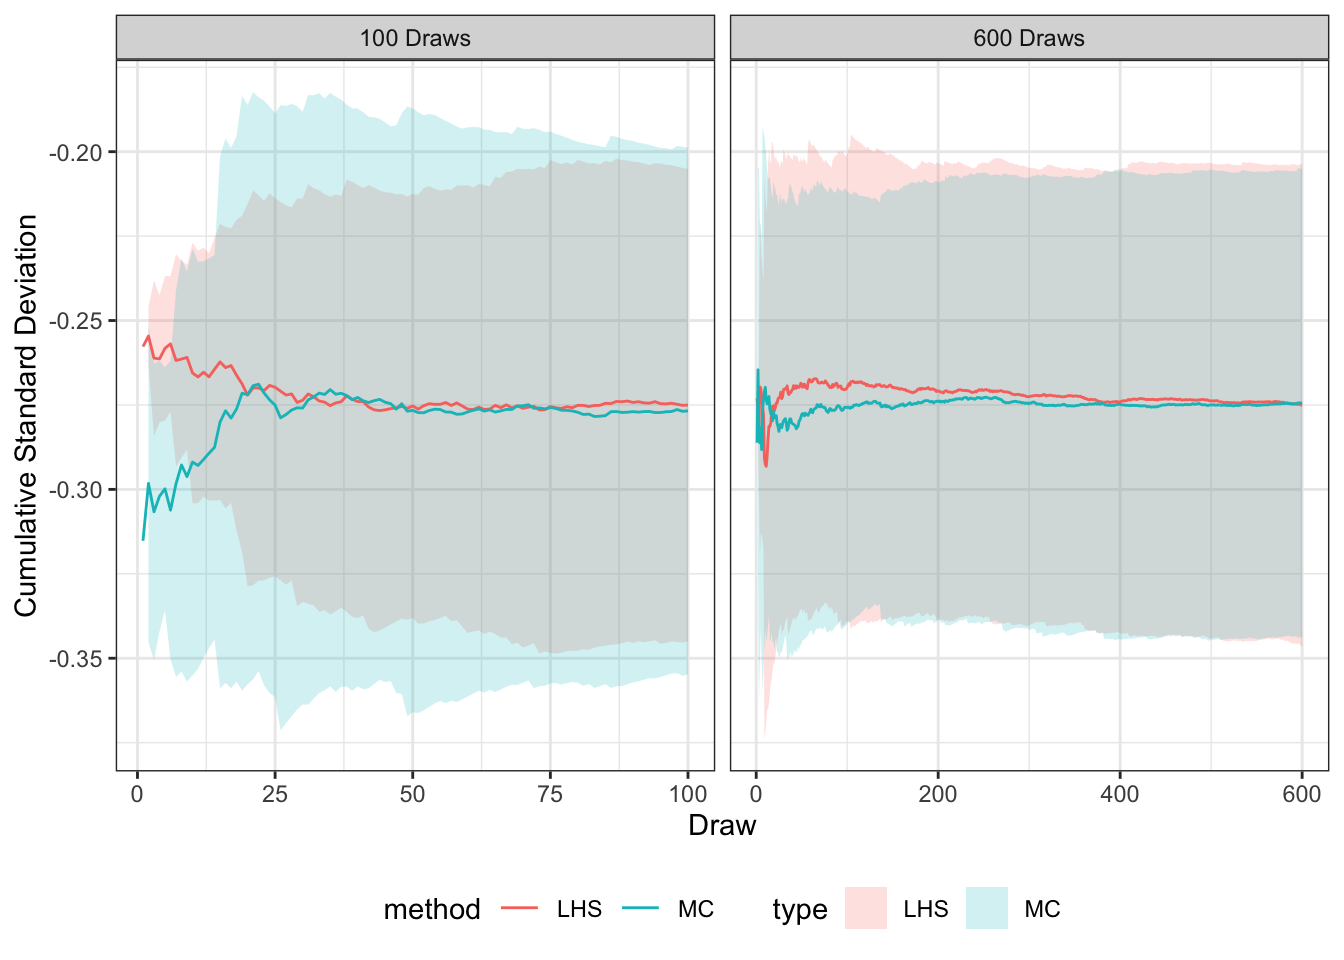 100 Draws
600 Draws
Cumulative Standard Deviation
-0.20
-0.25
-0.30
-0.35
0 25 50 75 100
0 200 400 600
Draw
method LHS MC type LHS MC